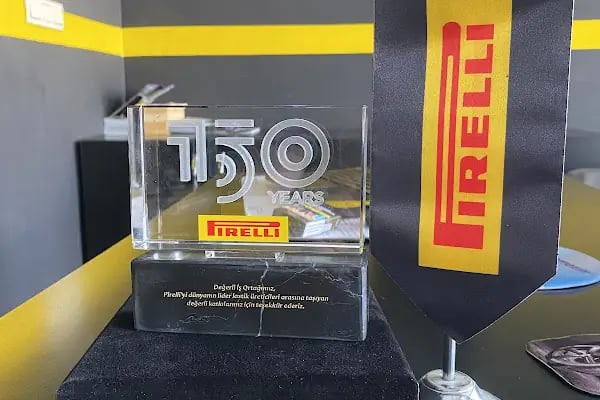 150
YEARS
PIRELLI
Değerli İş Ortağımız,
Pirelli'yi dünyanın lider lastik üreticileri arasına taşıyan
değerli katkılarınız için teşekkür ederiz.
PIRELLI